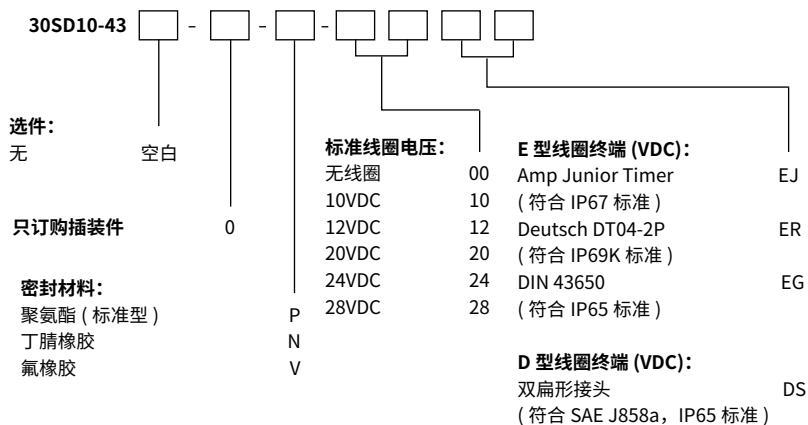 30SD10-43 - - -
选件：
无 空白
只订购插装件 0
密封材料：
聚氨酯 ( 标准型 ) P
丁腈橡胶 N
氟橡胶 V
标准线圈电压：
无线圈 00
10VDC 10
12VDC 12
20VDC 20
24VDC 24
28VDC 28
E 型线圈终端 (VDC)：
Amp Junior Timer EJ
( 符合 IP67 标准 )
Deutsch DT04-2P ER
( 符合 IP69K 标准 )
DIN 43650 EG
( 符合 IP65 标准 )
D 型线圈终端 (VDC)：
双扁形接头 DS
( 符合 SAE J858a，IP65 标准 )